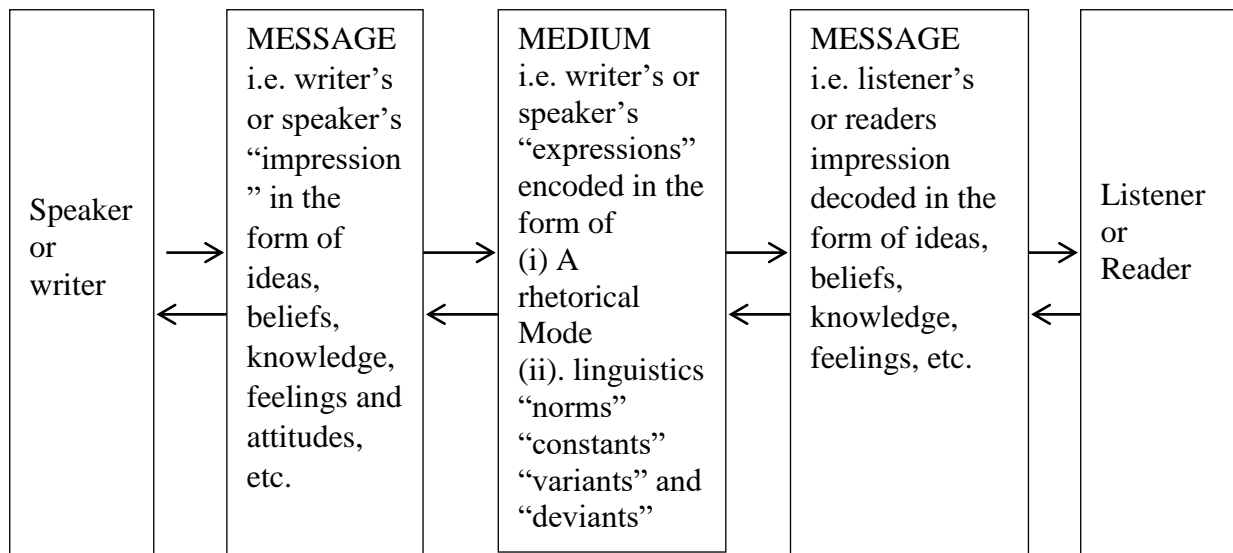 Speaker
or
writer
MESSAGE
i.e. writer’s
or speaker’s
“impression
” in the
form of
ideas,
beliefs,
knowledge,
feelings and
attitudes,
etc.
MEDIUM
i.e. writer’s or
speaker’s
“expressions”
encoded in the
form of
(i) A
rhetorical
Mode
(ii). linguistics
“norms”
“constants”
“variants” and
“deviants”
MESSAGE
i.e. listener’s
or readers
impression
decoded in the
form of ideas,
beliefs,
knowledge,
feelings, etc.
Listener
or
Reader